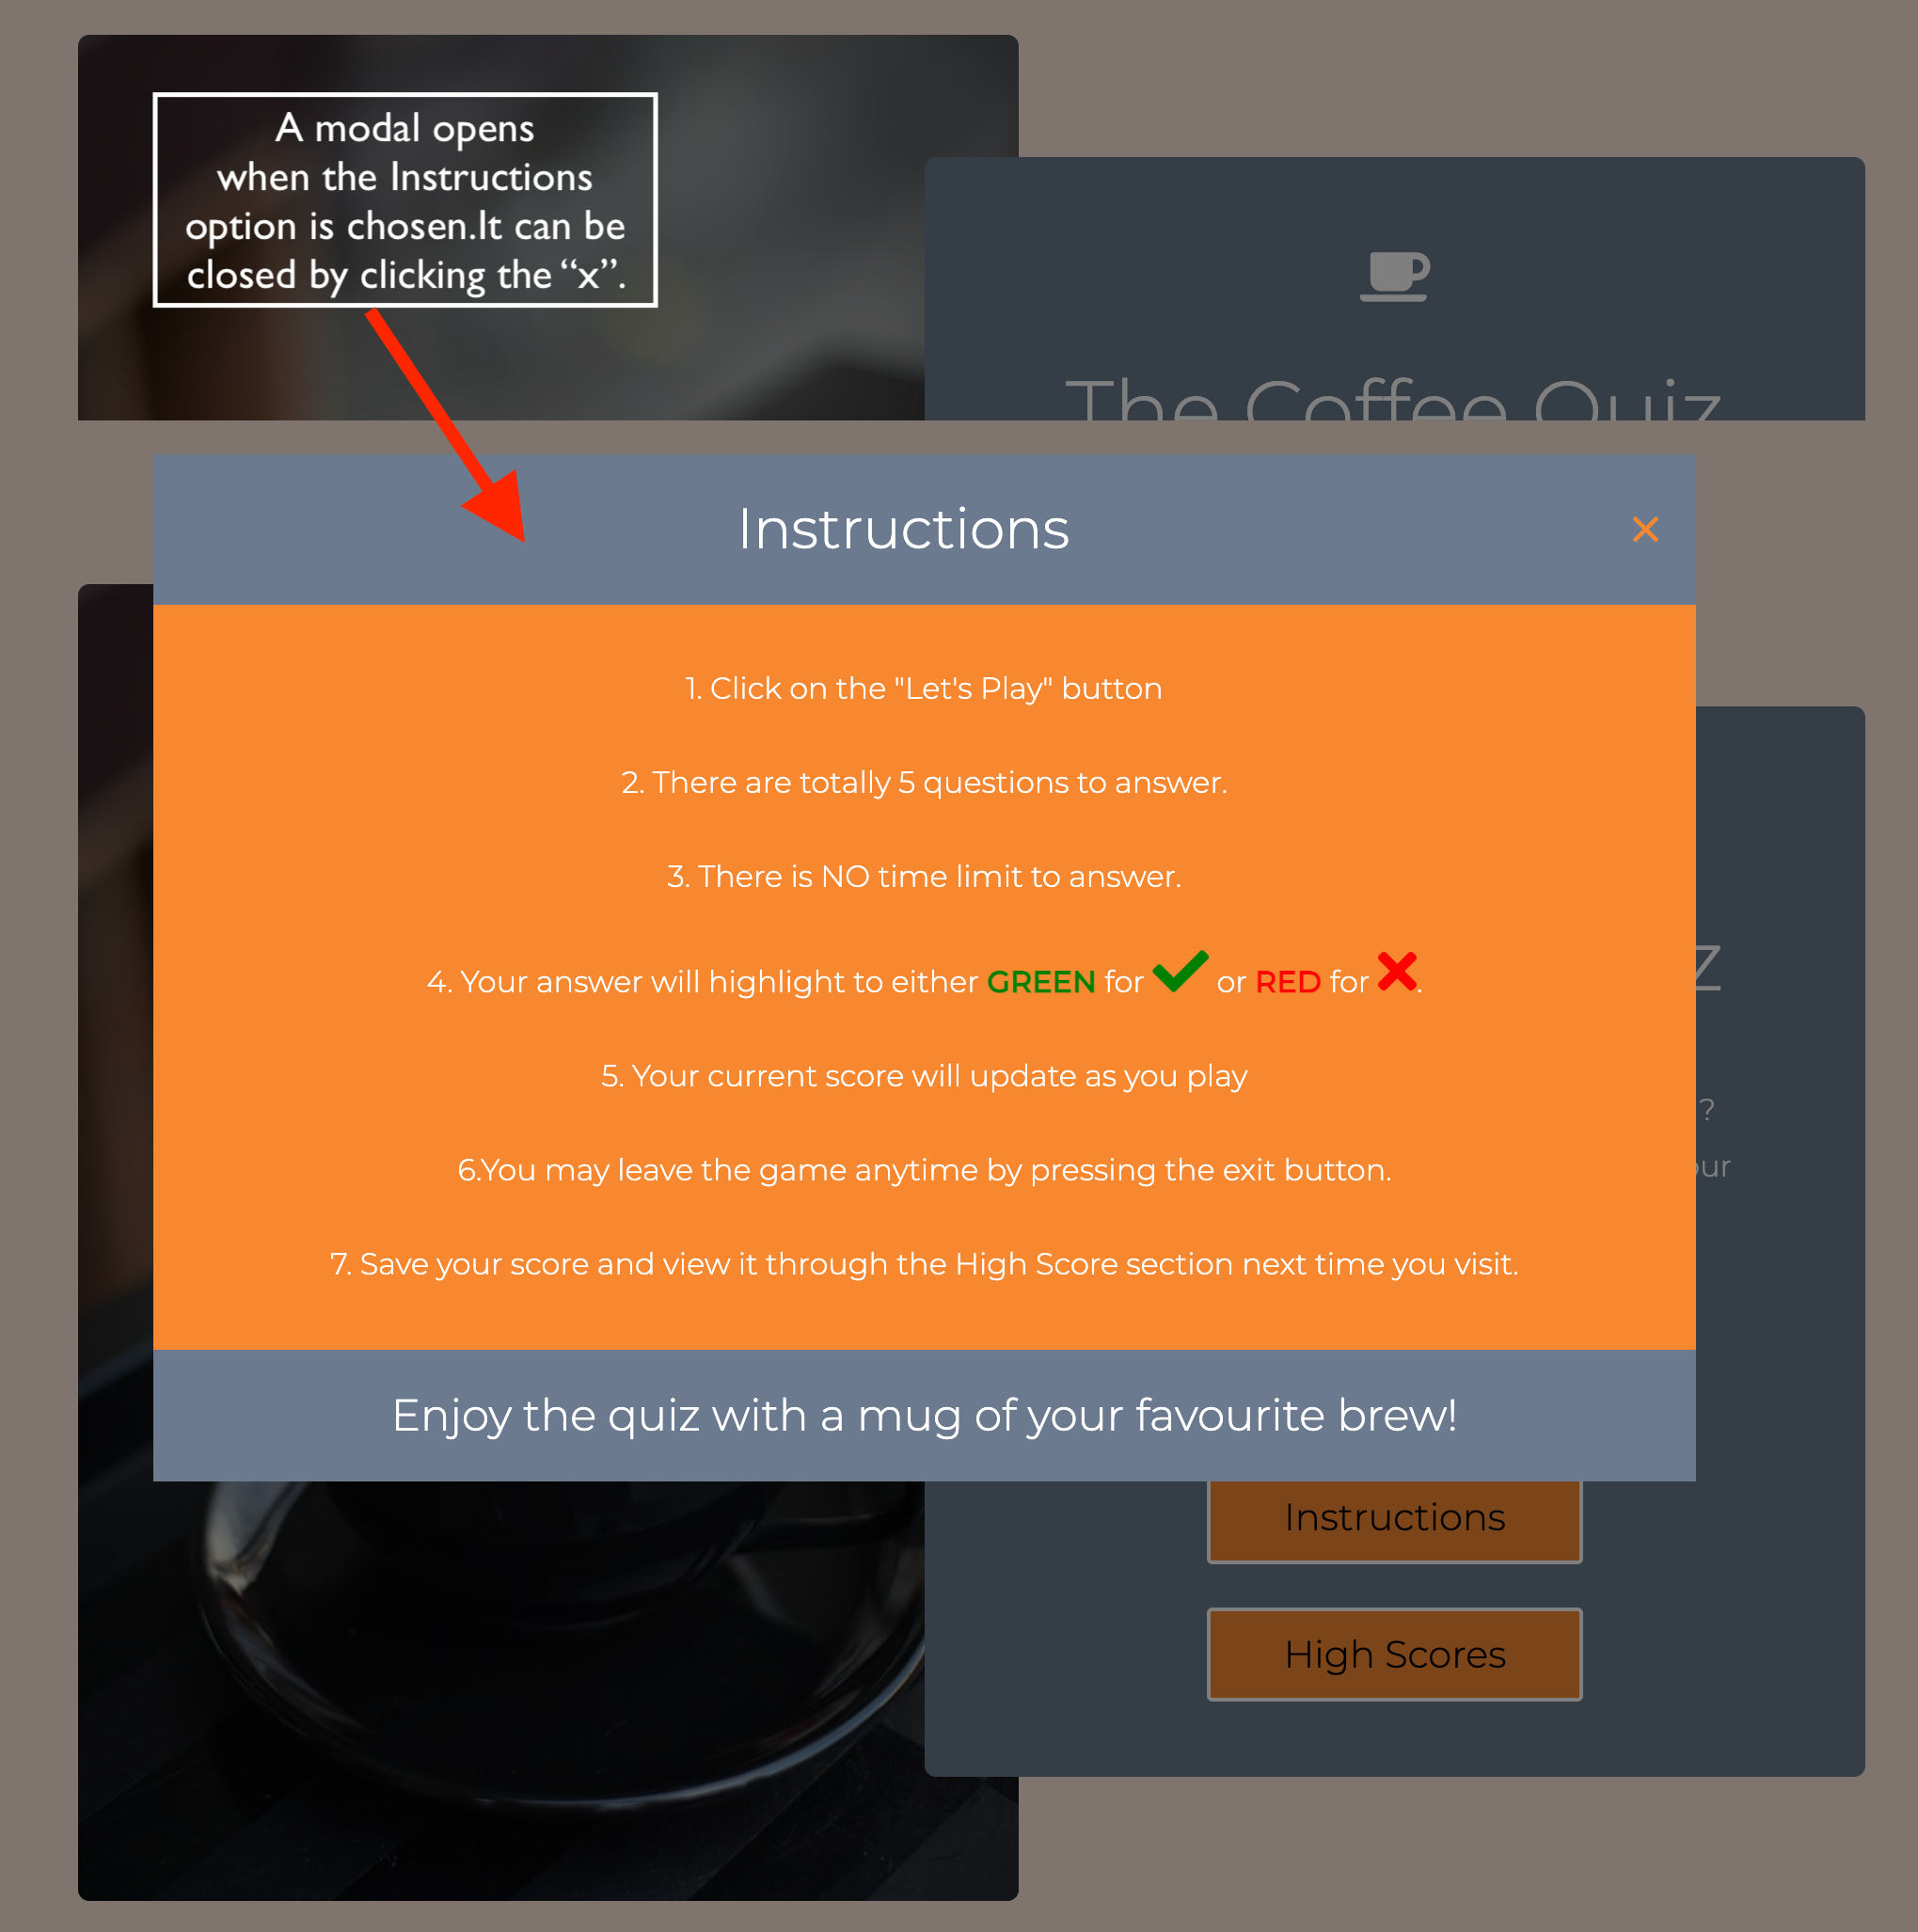 A modal opens
when the Instructions
option is chosen.It can be
closed by clicking the “x”.
The Coffee Quiz
Instructions
1. Click on the "Let's Play" button
2. There are totally 5 questions to answer.
3. There is NO time limit to answer.
4. Your answer will highlight to either GREEN for ✔ or RED for ✖.
5. Your current score will update as you play
6.You may leave the game anytime by pressing the exit button.
7. Save your score and view it through the High Score section next time you visit.
Enjoy the quiz with a mug of your favourite brew!
Instructions
High Scores